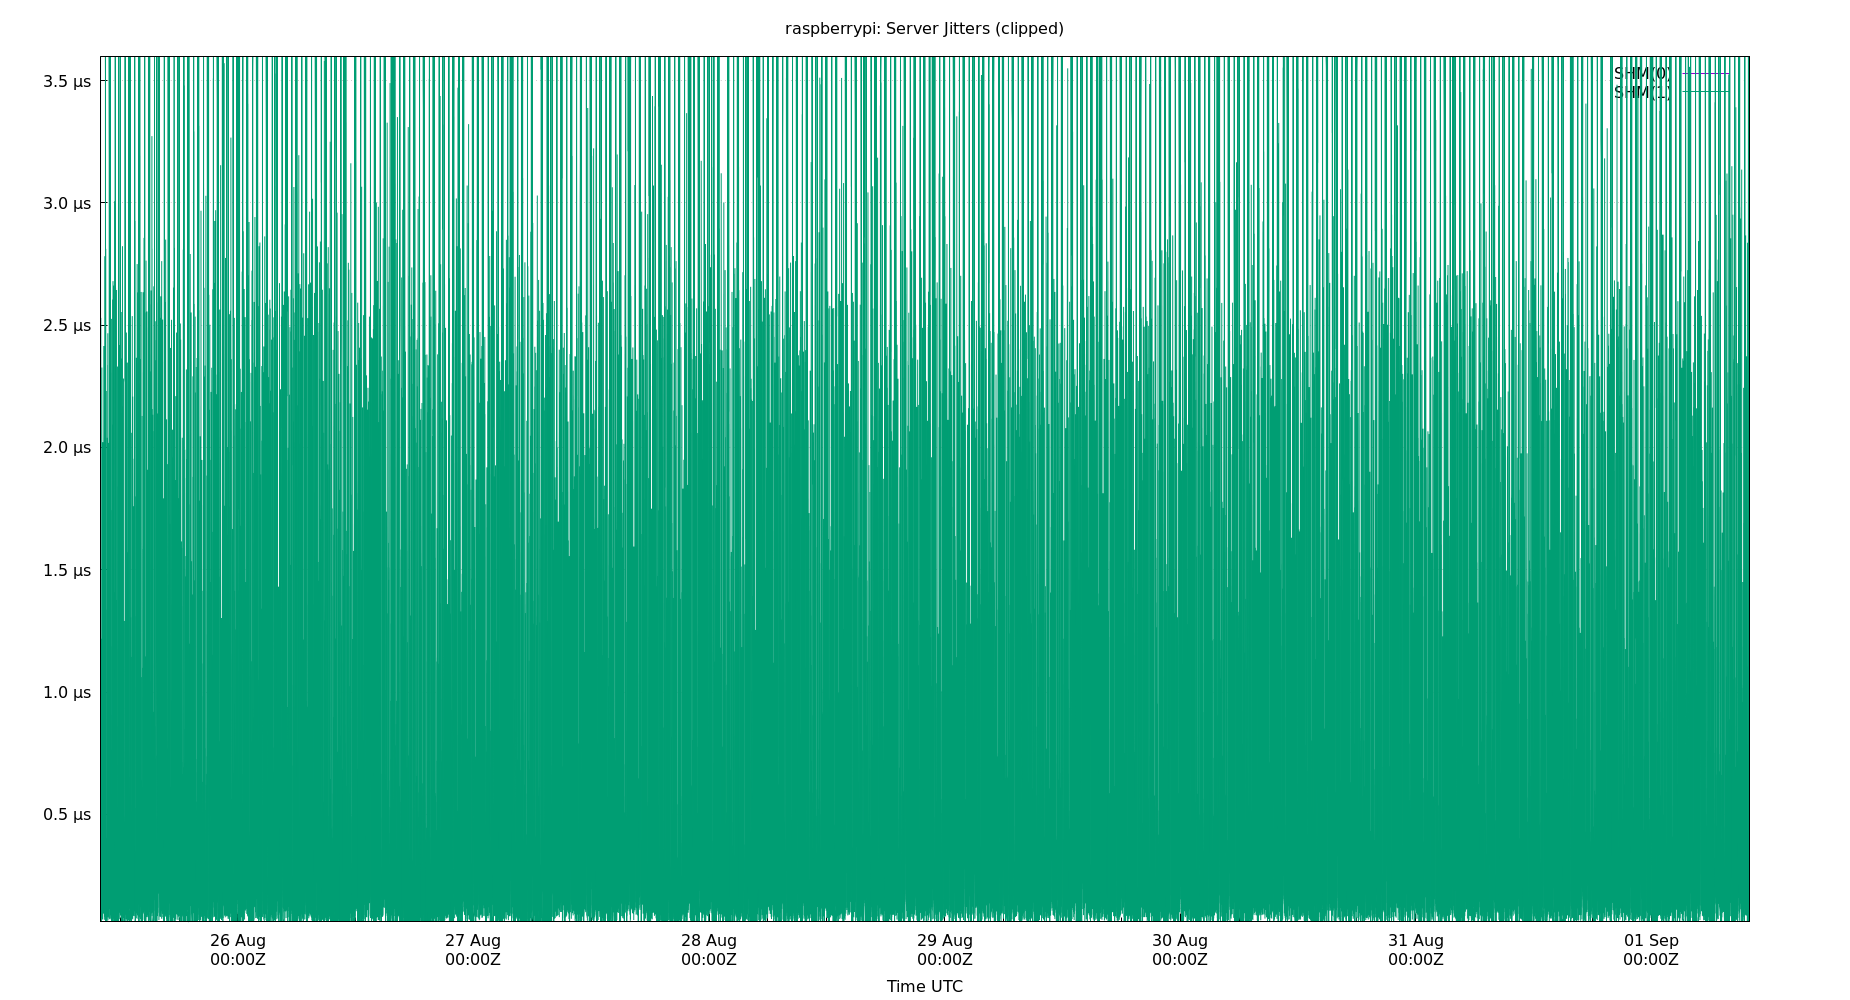 raspberrypi: Server Jitters (clipped)
SHM(0)
SHM(1)
3.5 µs
3.0 µs
2.5 µs
2.0 µs
1.5 µs
1.0 µs
0.5 µs
26 Aug 27 Aug 28 Aug 29 Aug 30 Aug 31 Aug 01 Sep
00:00Z 00:00Z 00:00Z 00:00Z 00:00Z 00:00Z 00:00Z
Time UTC